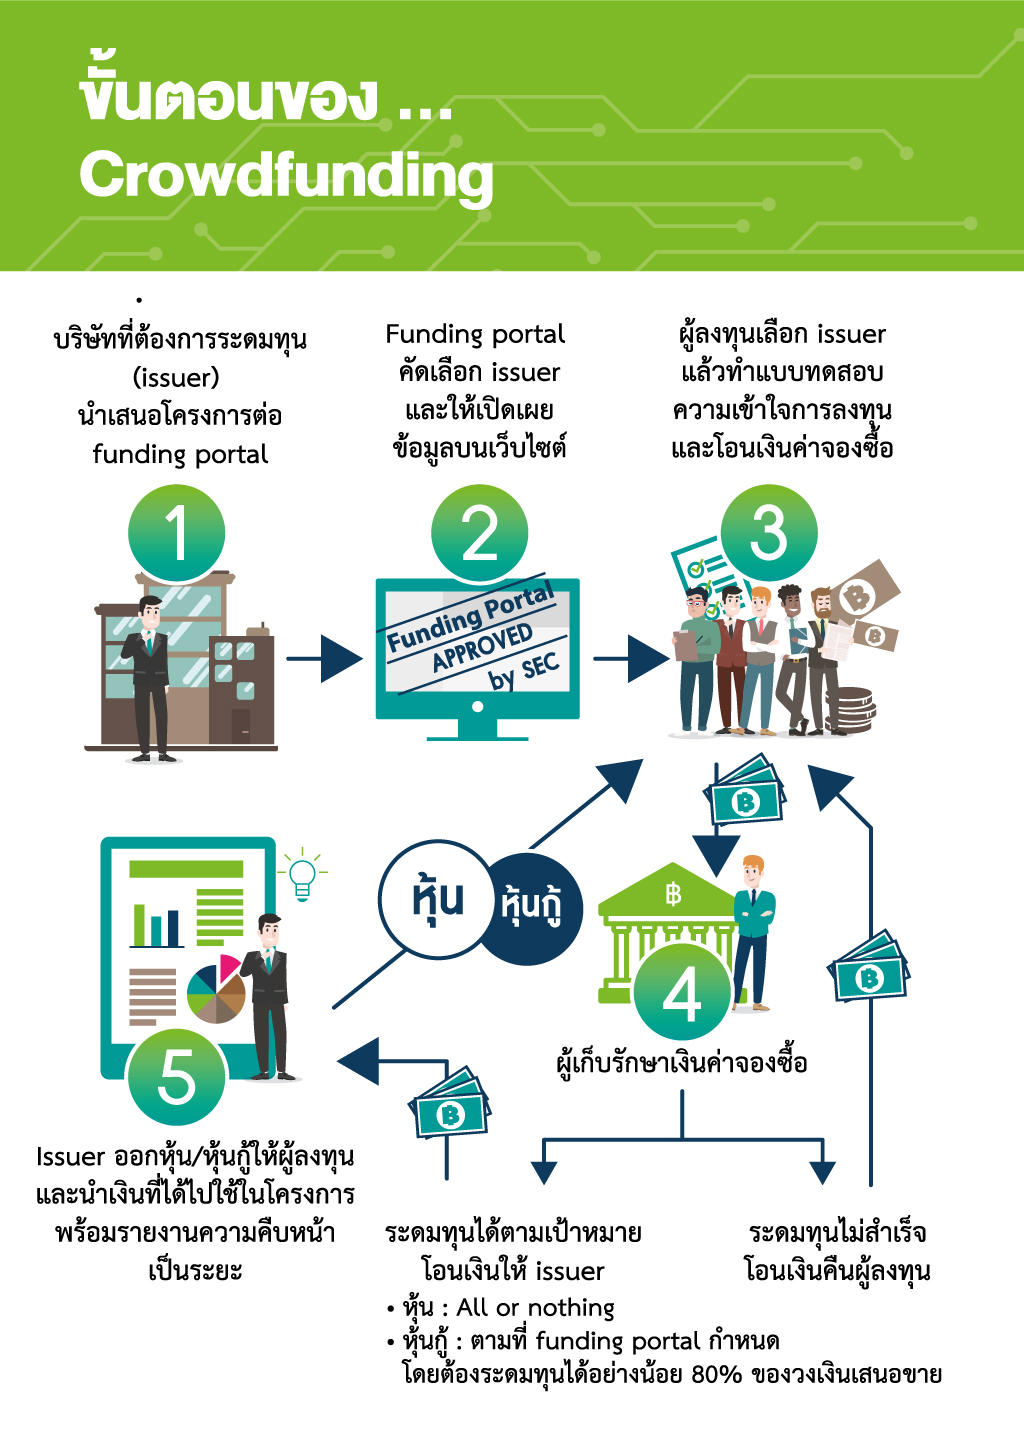 ขั้นตอนของ ...
Crowdfunding
บริษัทที่ต้องการระดมทุน
(issuer)
นำเสนอโครงการต่อ
funding portal
1
Funding portal
คัดเลือก issuer
และให้เปิดเผย
ข้อมูลบนเว็บไซต์
2
Funding Portal
APPROVED
by SEC
ผู้ลงทุนเลือก issuer
แล้วทำแบบทดสอบ
ความเข้าใจการลงทุน
และโอนเงินค่าจองซื้อ
3
หุ้น
หุ้นกู้
฿
4
ผู้เก็บรักษาเงินค่าจองซื้อ
5
Issuer ออกหุ้น/หุ้นกู้ให้ผู้ลงทุน
และนำเงินที่ได้ไปใช้ในโครงการ
พร้อมรายงานความคืบหน้า
เป็นระยะ
ระดมทุนได้ตามเป้าหมาย
โอนเงินให้ issuer
• หุ้น : All or nothing
• หุ้นกู้ : ตามที่ funding portal กำหนด
โดยต้องระดมทุนได้อย่างน้อย 80% ของวงเงินเสนอขาย
ระดมทุนไม่สำเร็จ
โอนเงินคืนผู้ลงทุน